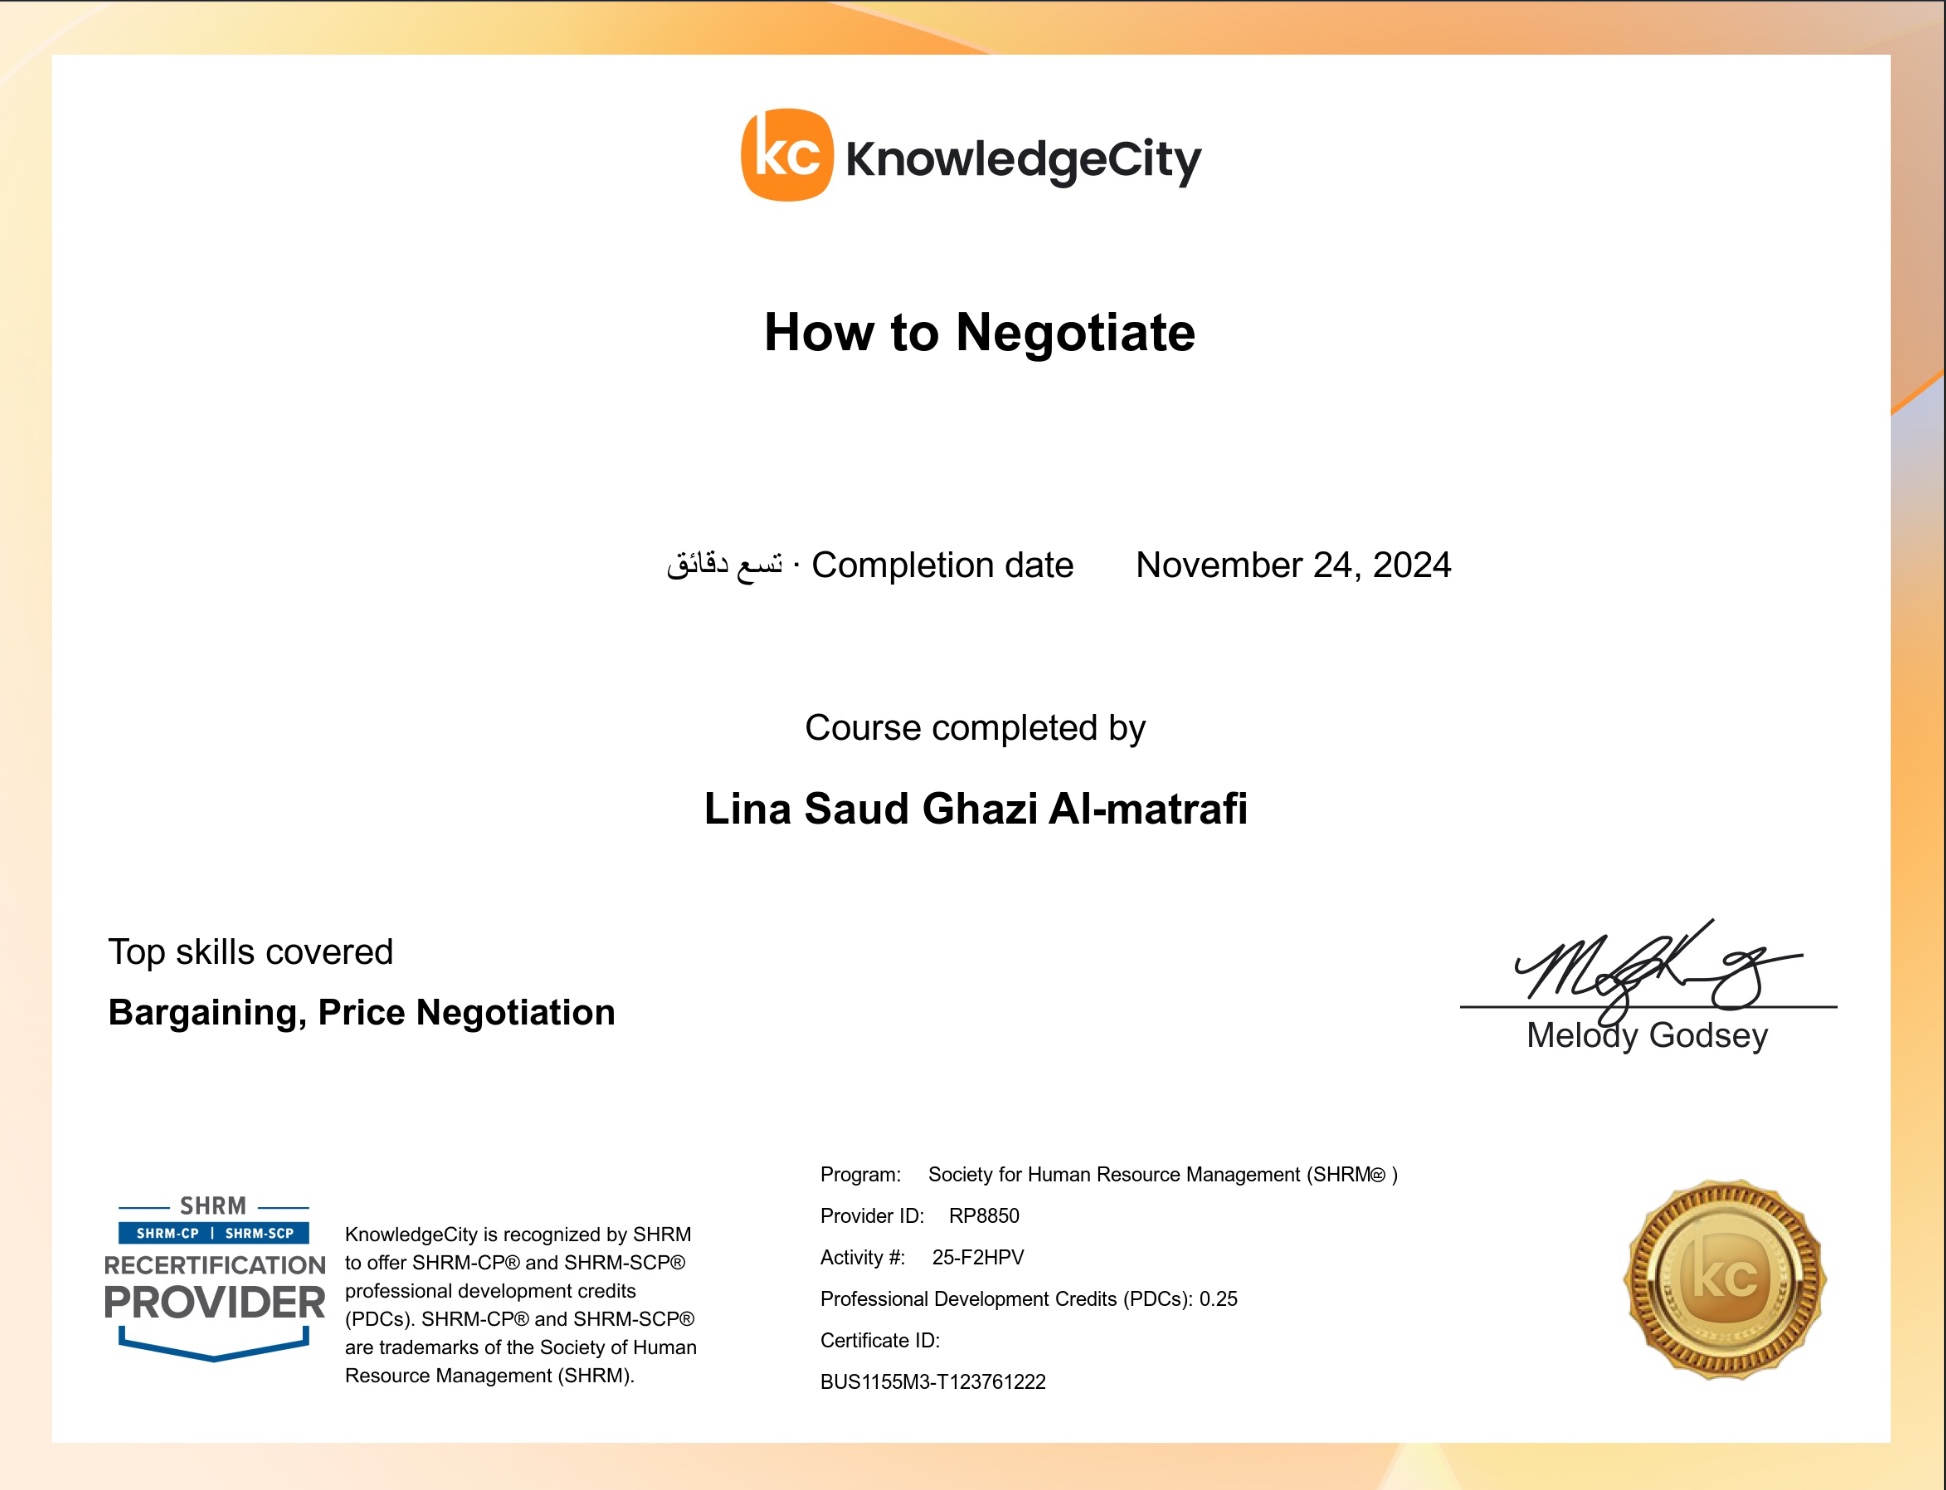 kc KnowledgeCity
How to Negotiate
تسع دقائق · Completion date November 24, 2024
Course completed by
Lina Saud Ghazi Al-matrafi
Top skills covered
Bargaining, Price Negotiation
Melody Godsey
SHRM
SHRM-CP | SHRM-SCP
RECERTIFICATION
PROVIDER
KnowledgeCity is recognized by SHRM
to offer SHRM-CP® and SHRM-SCP®
professional development credits
(PDCs). SHRM-CP® and SHRM-SCP®
are trademarks of the Society of Human
Resource Management (SHRM).
Program: Society for Human Resource Management (SHRM® )
Provider ID: RP8850
Activity #: 25-F2HPV
Professional Development Credits (PDCs): 0.25
Certificate ID:
BUS1155M3-T123761222
kc